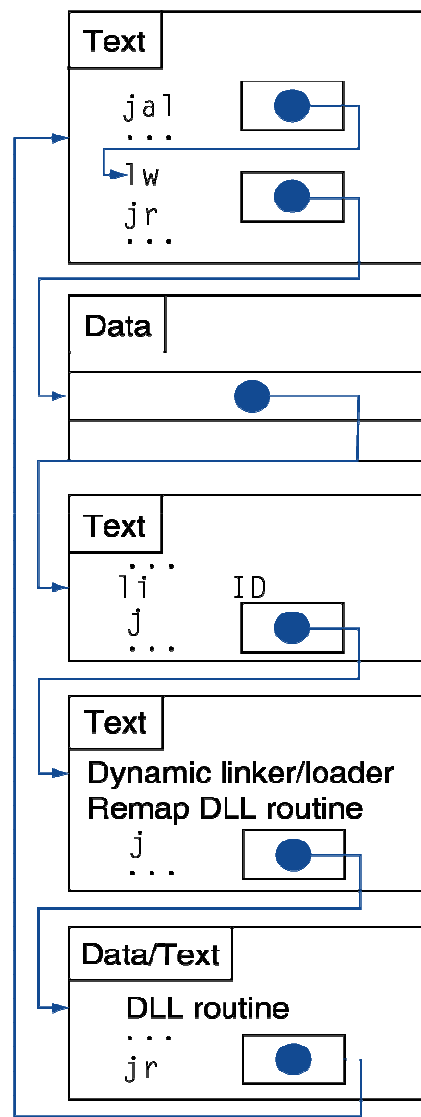 Text
jal
...
lw
jr
...
Data
Text
...
li ID
j
...
Text
Dynamic linker/loader
Remap DLL routine
j
...
Data/Text
DLL routine
...
jr